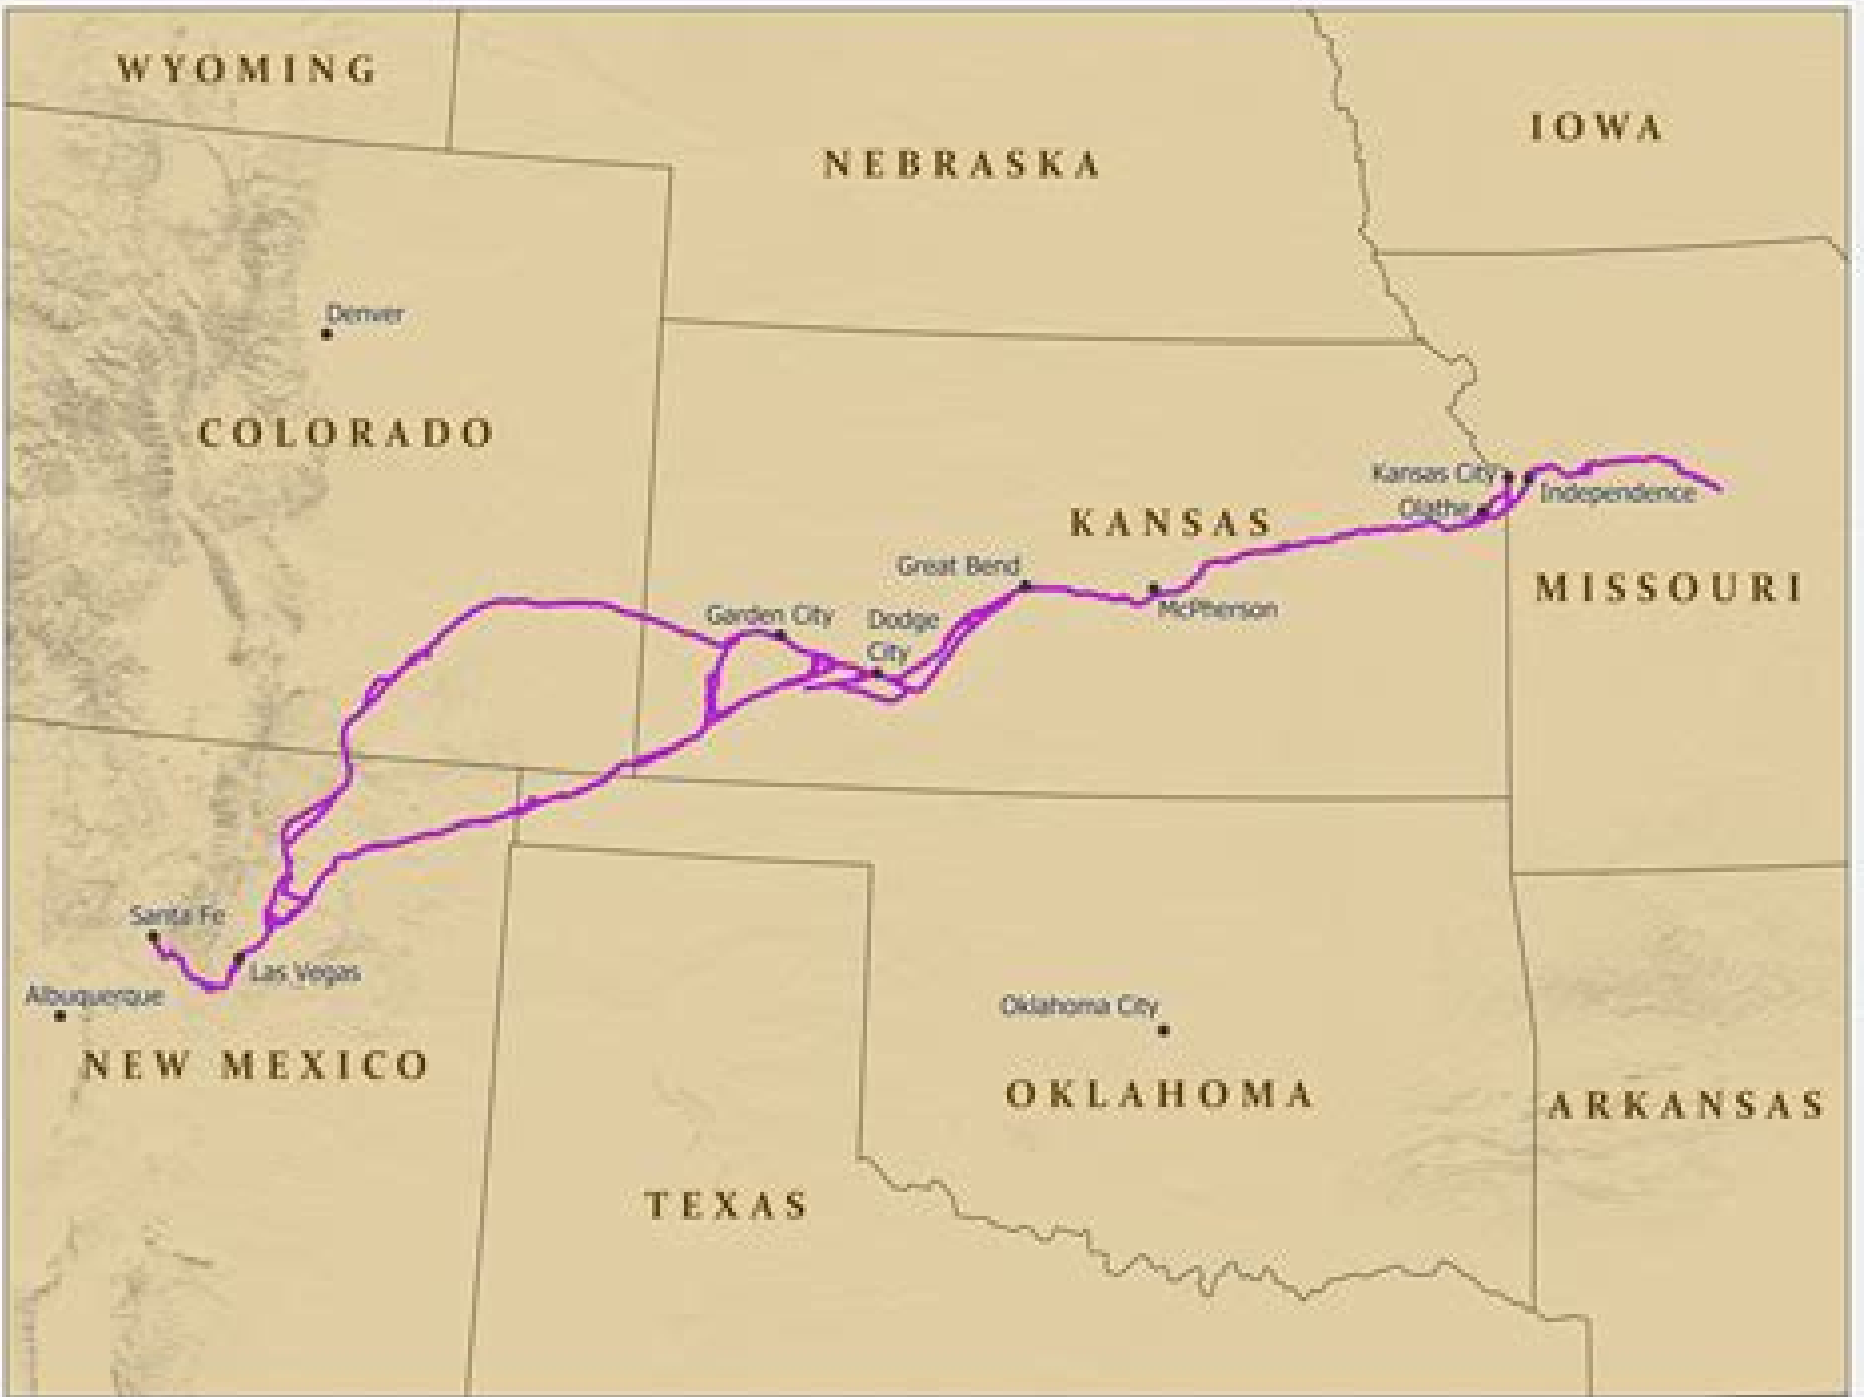 WYOMING
IOWA
NEBRASKA
Denver
COLORADO
Kansas City
Independence
Olathe
KANSAS
Great Bend
MISSOURI
McPherson
Garden City
Dodge
City
Santa Fe
Las Vegas
Albuquerque
Oklahoma City
NEW MEXICO
OKLAHOMA
ARKANSAS
TEXAS